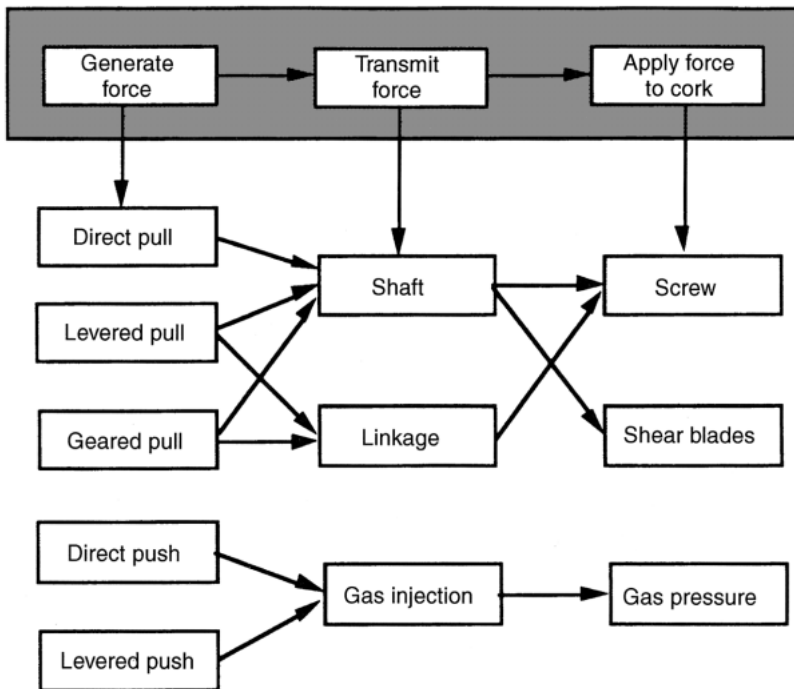 Generate
force
Transmit
force
Apply force
to cork
Direct pull
Shaft
Screw
Levered pull
Geared pull
Linkage
Shear blades
Direct push
Gas injection
Gas pressure
Levered push